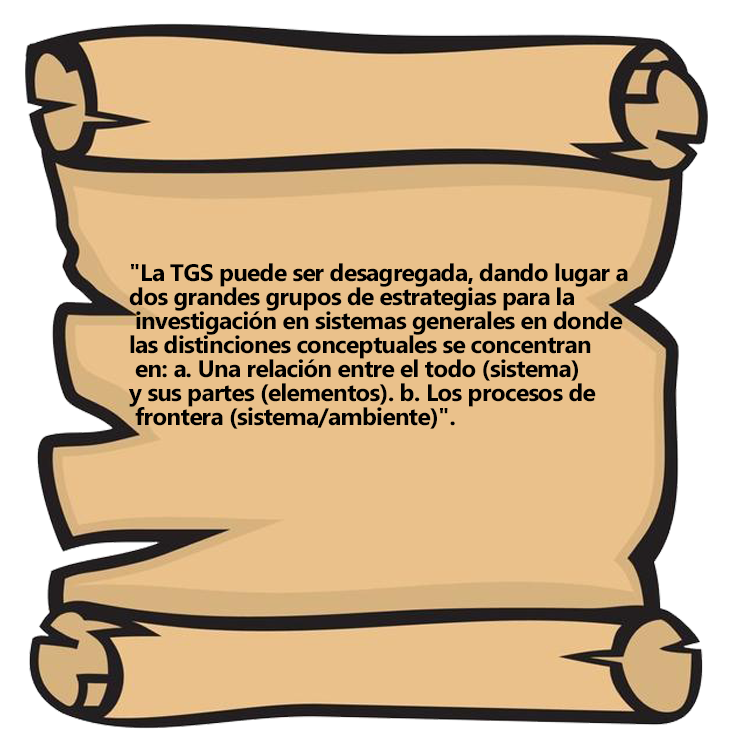 "La TGS puede ser desagregada, dando lugar a
dos grandes grupos de estrategias para la
investigación en sistemas generales en donde
las distinciones conceptuales se concentran
en: a. Una relación entre el todo (sistema)
y sus partes (elementos). b. Los procesos de
frontera (sistema/ambiente)".